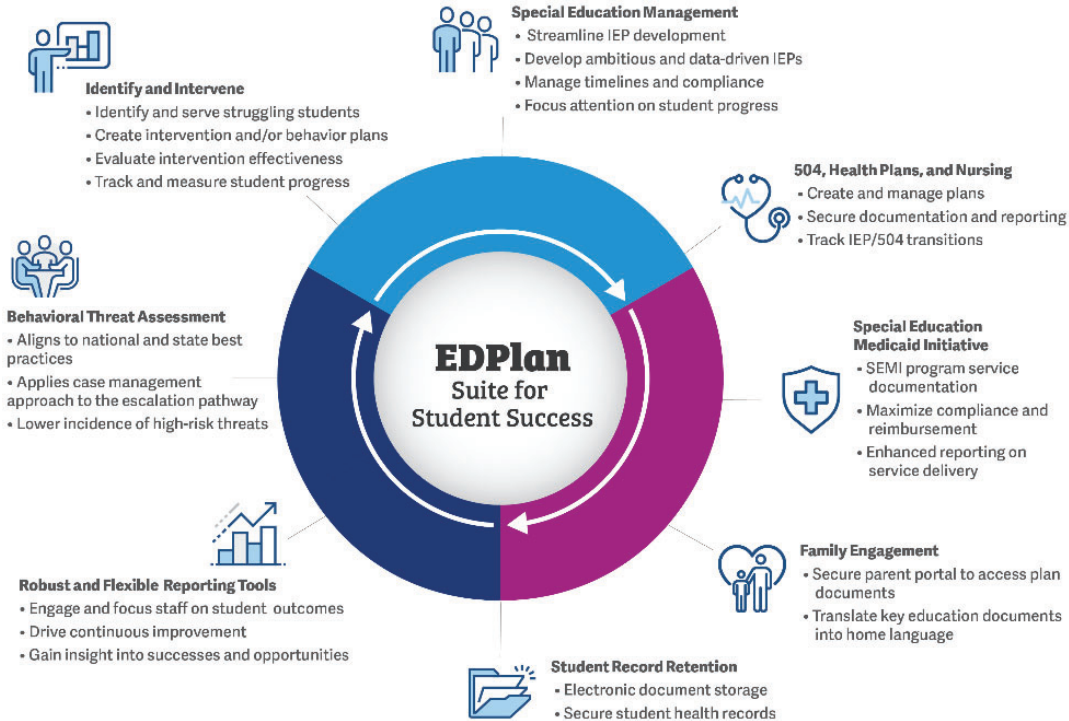 Special Education Management
• Streamline IEP development
• Develop ambitious and data-driven IEPs
• Manage timelines and compliance
• Focus attention on student progress
Identify and Intervene
• Identify and serve struggling students
• Create intervention and/or behavior plans
• Evaluate intervention effectiveness
• Track and measure student progress
504, Health Plans, and Nursing
• Create and manage plans
• Secure documentation and reporting
• Track IEP/504 transitions
Behavioral Threat Assessment
• Aligns to national and state best
practices
• Applies case management
approach to the escalation pathway
• Lower incidence of high-risk threats
EDPlan
Suite for
Student Success
Special Education
Medicaid Initiative
• SEMI program service
documentation
• Maximize compliance and
reimbursement
• Enhanced reporting on
service delivery
Robust and Flexible Reporting Tools
• Engage and focus staff on student outcomes
• Drive continuous improvement
• Gain insight into successes and opportunities
Family Engagement
• Secure parent portal to access plan
documents
• Translate key education documents
into home language
Student Record Retention
• Electronic document storage
• Secure student health records